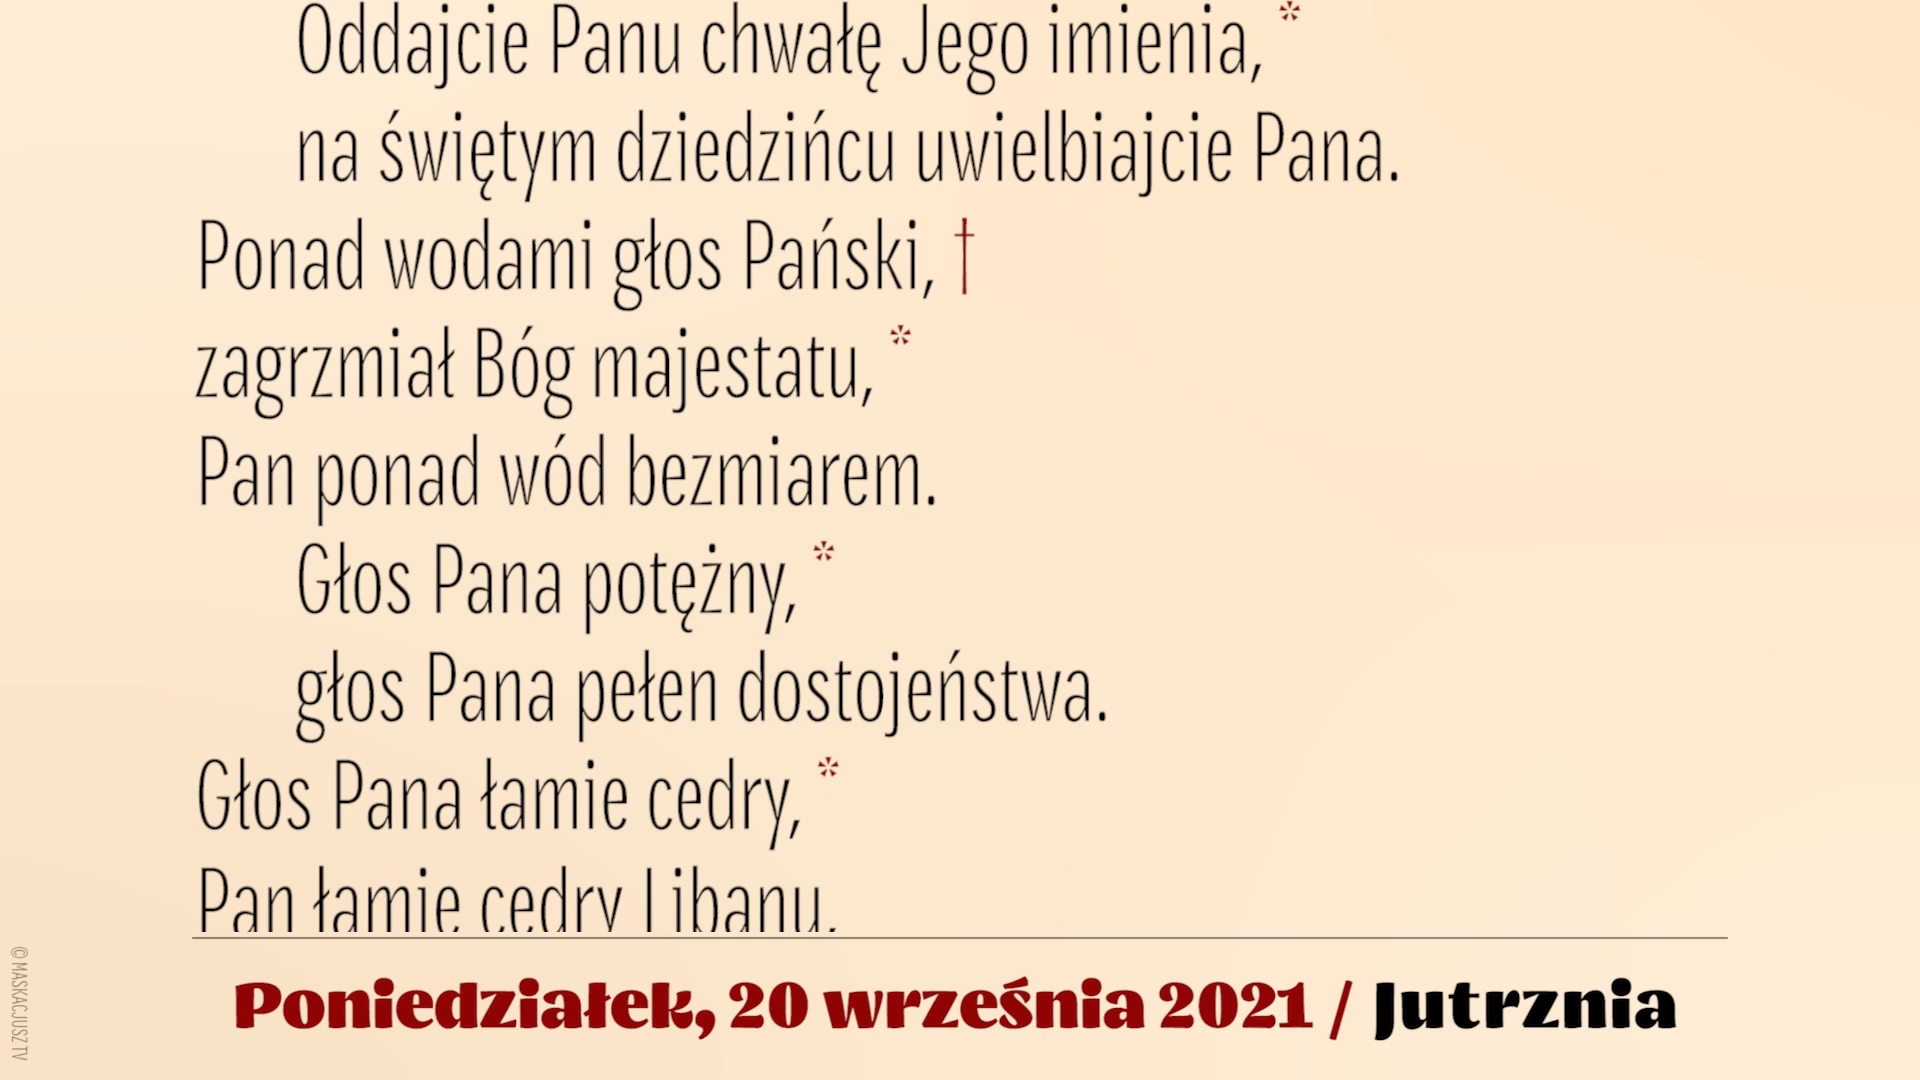 Oddajcie Panu chwałę Jego imienia, *
na świętym dziedzińcu uwielbiajcie Pana.
Ponad wodami głos Pański, †
zagrzmiał Bóg majestatu, *
Pan ponad wód bezmiarem.
Głos Pana potężny, *
głos Pana pełen dostojeństwa.
Głos Pana łamie cedry, *
Pan łamie cedry Libanu,
Poniedziałek, 20 września 2021 / Jutrznia
© MASKACJUSZ TV